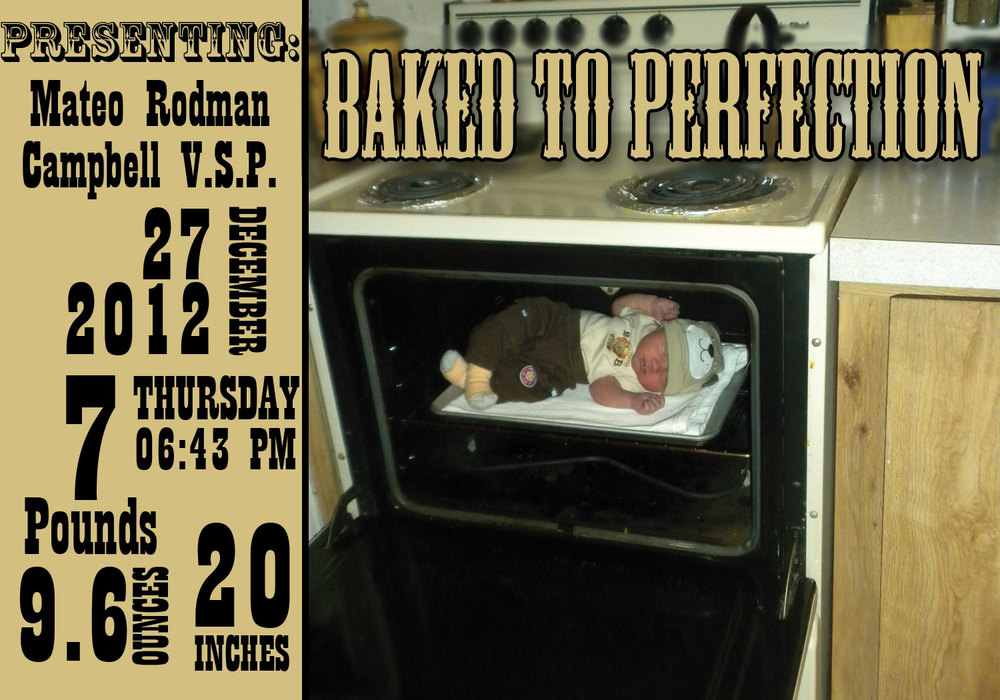 PRESENTING:
Mateo Rodman
Campbell V.S.P.
27
DECEMBER
2012
7
THURSDAY
06:43 PM
Pounds
9.6
OUNCES
20
INCHES
BAKED TO PERFECTION